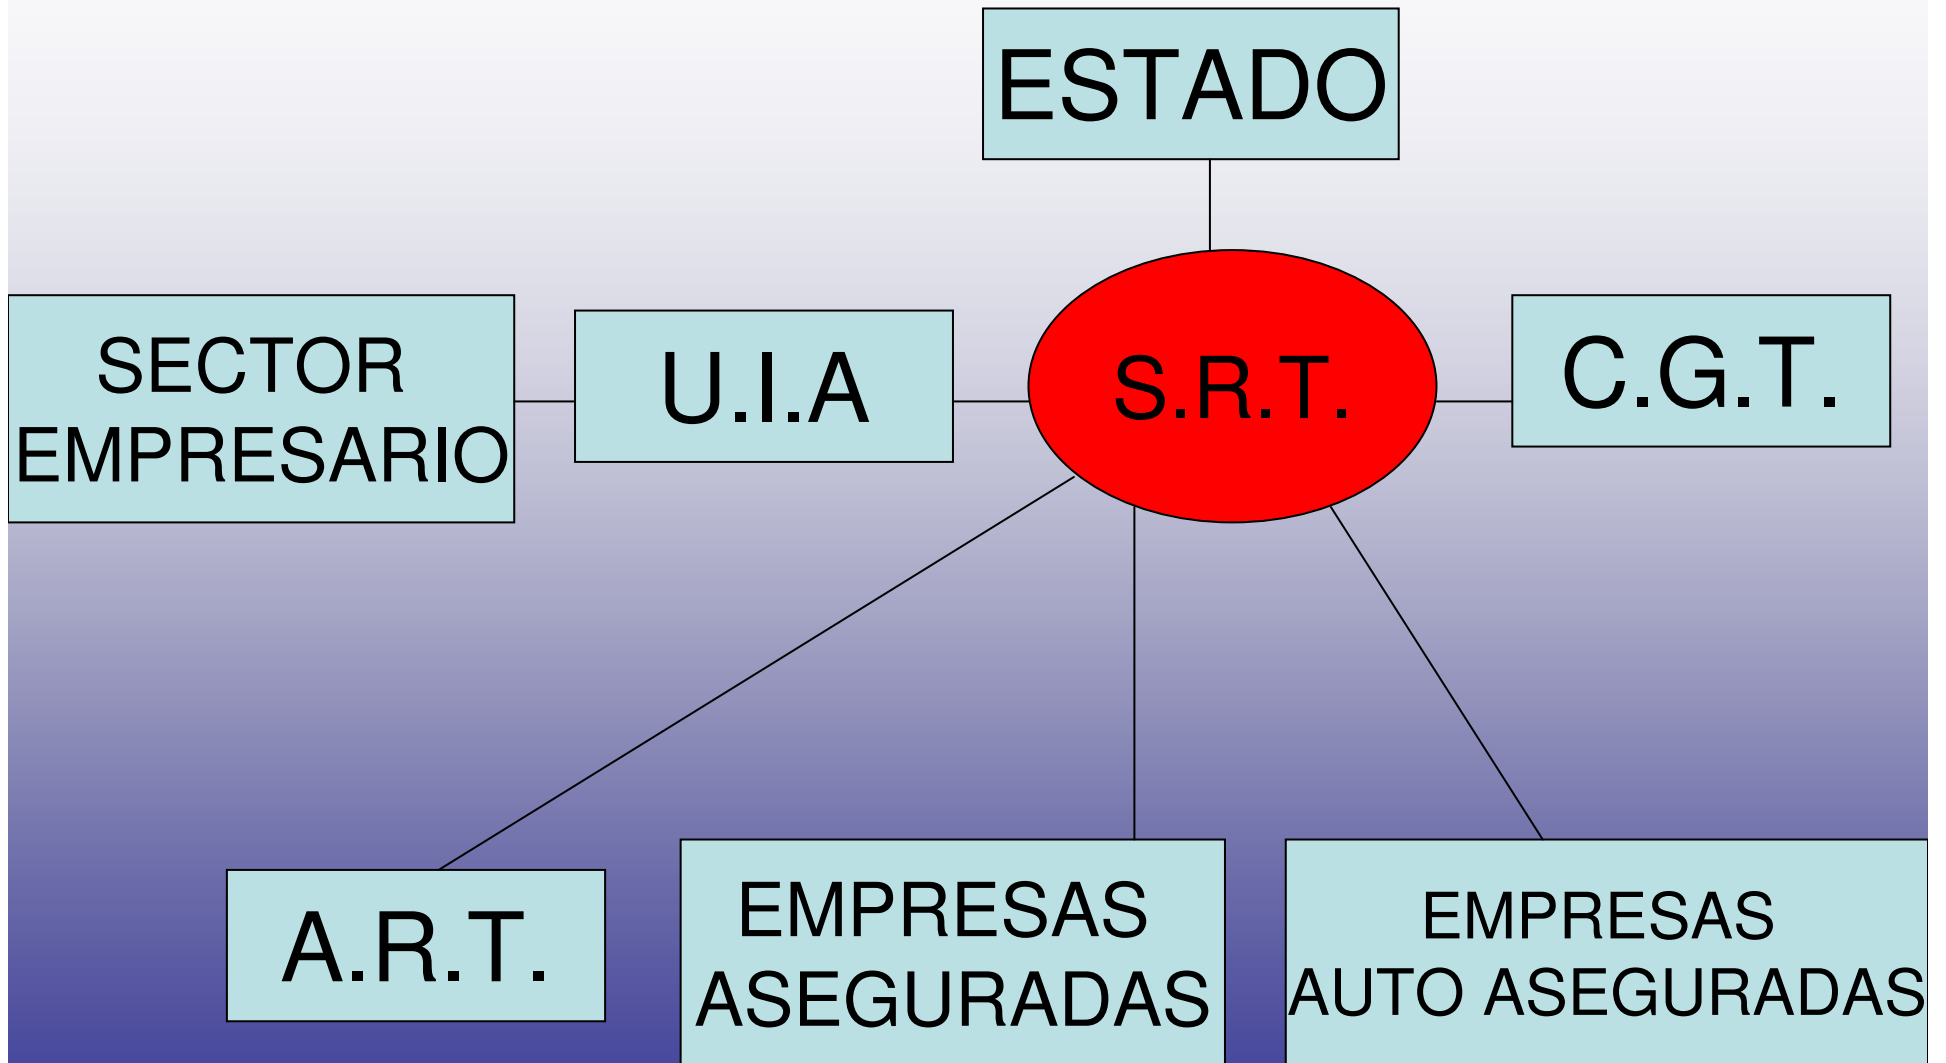 ESTADO
SECTOR
EMPRESARIO
U.I.A
S.R.T.
C.G.T.
A.R.T.
EMPRESAS
ASEGURADAS
EMPRESAS
AUTO ASEGURADAS